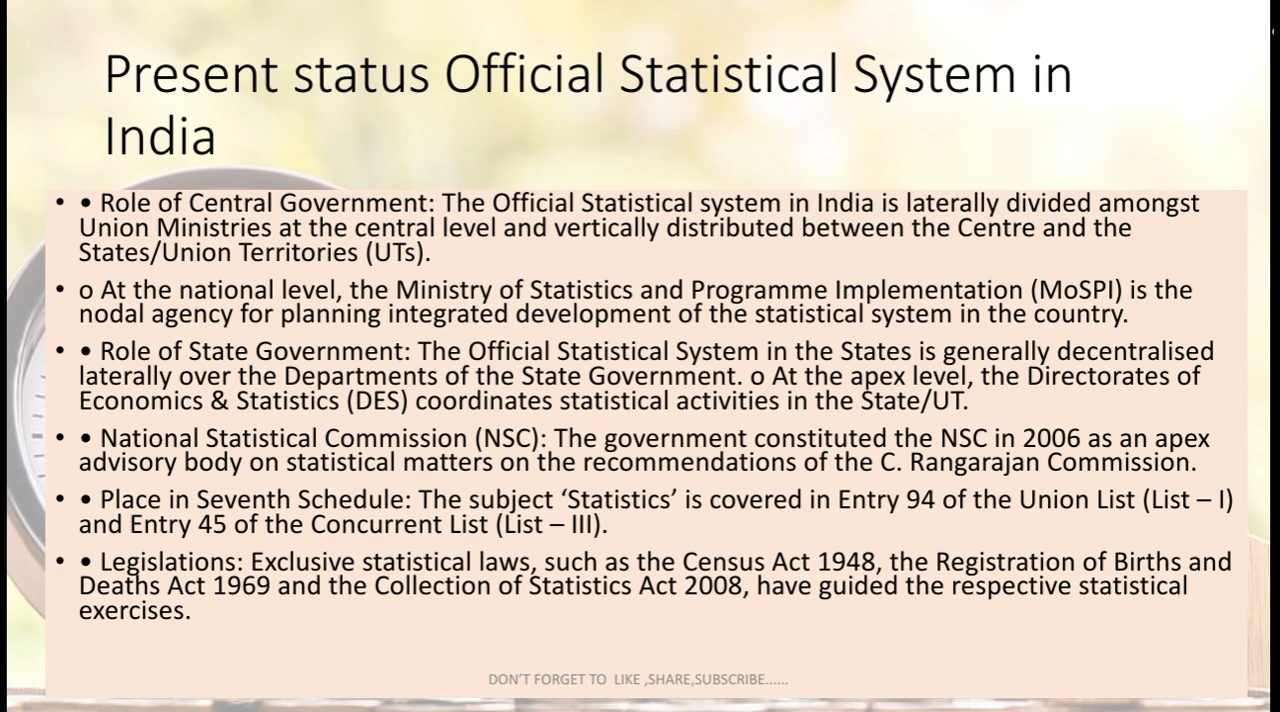 Present status Official Statistical System in
India
• • Role of Central Government: The Official Statistical system in India is laterally divided amongst
Union Ministries at the central level and vertically distributed between the Centre and the
States/Union Territories (UTs).
• o At the national level, the Ministry of Statistics and Programme Implementation (MoSPI) is the
nodal agency for planning integrated development of the statistical system in the country.
• • Role of State Government: The Official Statistical System in the States is generally decentralised
laterally over the Departments of the State Government. o At the apex level, the Directorates of
Economics & Statistics (DES) coordinates statistical activities in the State/UT.
• • National Statistical Commission (NSC): The government constituted the NSC in 2006 as an apex
advisory body on statistical matters on the recommendations of the C. Rangarajan Commission.
• • Place in Seventh Schedule: The subject ‘Statistics’ is covered in Entry 94 of the Union List (List – I)
and Entry 45 of the Concurrent List (List – III).
• • Legislations: Exclusive statistical laws, such as the Census Act 1948, the Registration of Births and
Deaths Act 1969 and the Collection of Statistics Act 2008, have guided the respective statistical
exercises.
DON’T FORGET TO LIKE ,SHARE,SUBSCRIBE......